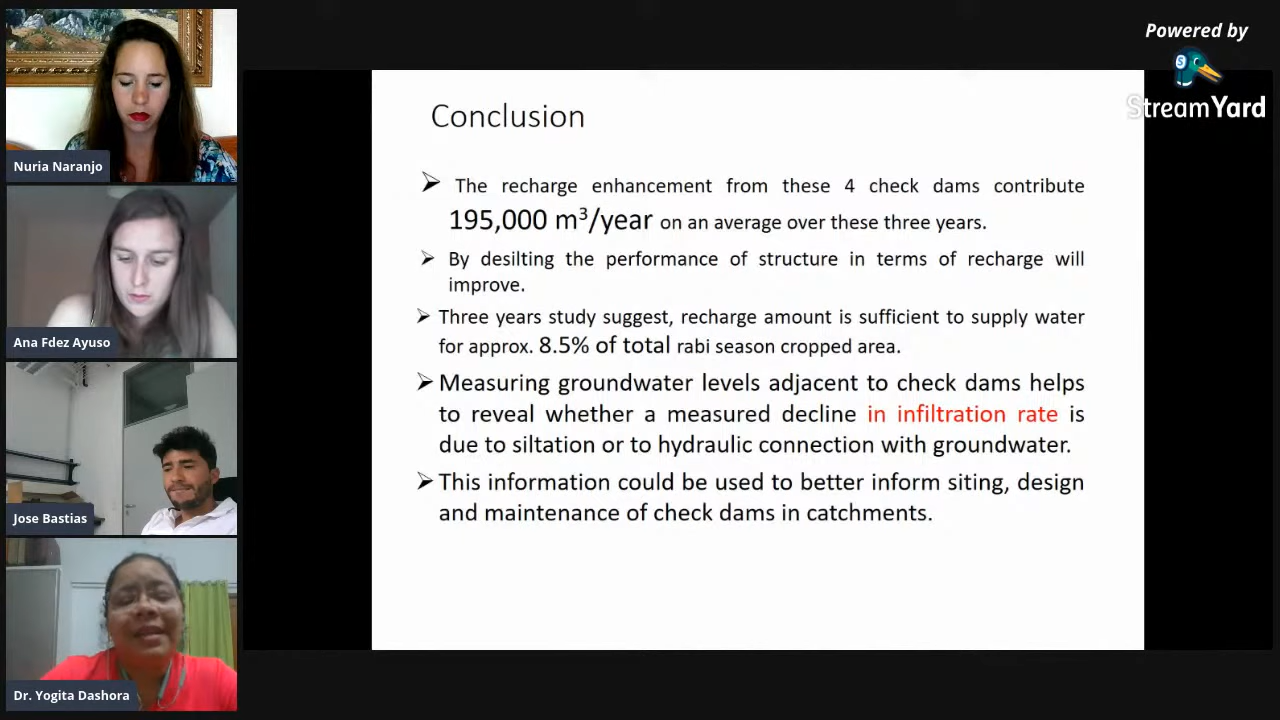 Powered by
StreamYard
Nuria Naranjo
Ana Fdez Ayuso
Jose Bastias
Dr. Yogita Dashora
Conclusion
The recharge enhancement from these 4 check dams contribute
195,000 m³/year on an average over these three years.
By desilting the performance of structure in terms of recharge will
improve.
Three years study suggest, recharge amount is sufficient to supply water
for approx. 8.5% of total rabi season cropped area.
Measuring groundwater levels adjacent to check dams helps
to reveal whether a measured decline in infiltration rate is
due to siltation or to hydraulic connection with groundwater.
This information could be used to better inform siting, design
and maintenance of check dams in catchments.